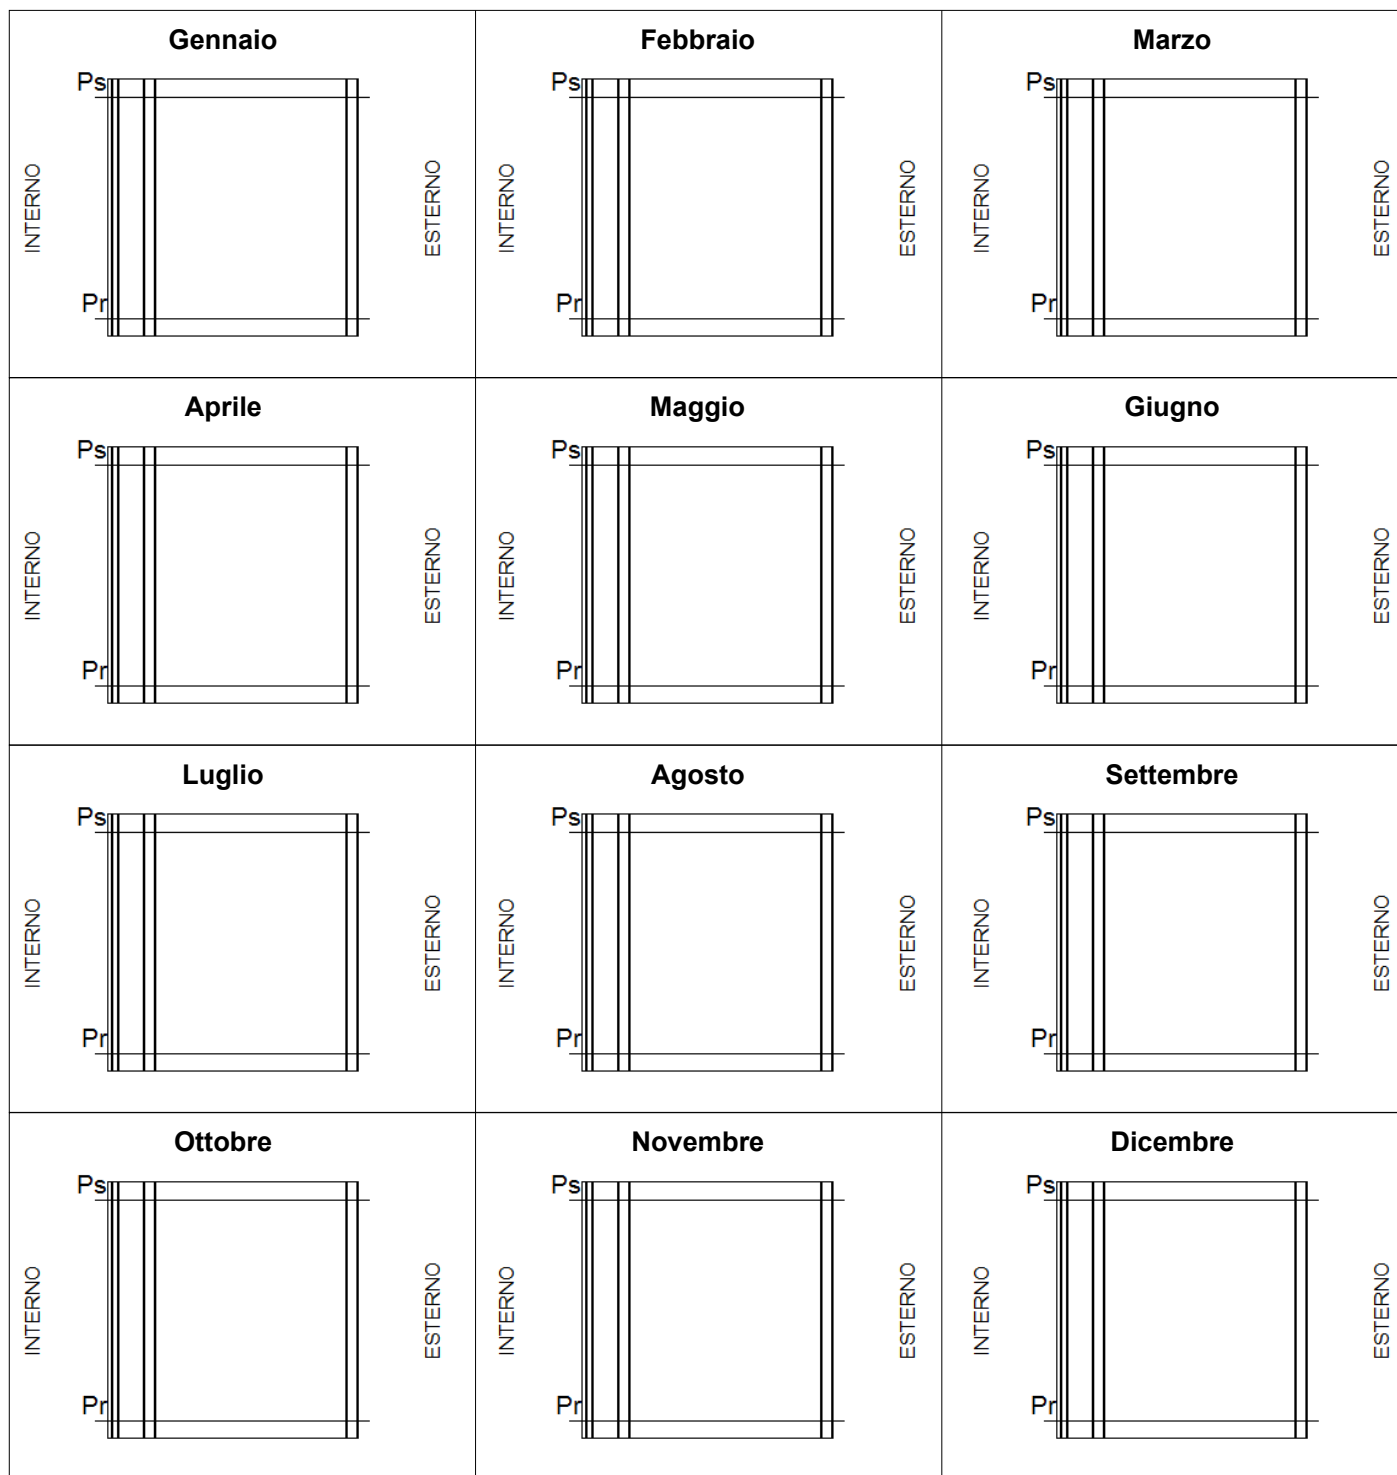 Gennaio
Febbraio
Marzo
Ps
Ps
Ps
INTERNO
ESTERNO
INTERNO
ESTERNO
INTERNO
ESTERNO
Pr
Pr
Pr
Aprile
Maggio
Giugno
Ps
Ps
Ps
INTERNO
ESTERNO
INTERNO
ESTERNO
INTERNO
ESTERNO
Pr
Pr
Pr
Luglio
Agosto
Settembre
Ps
Ps
Ps
INTERNO
ESTERNO
INTERNO
ESTERNO
INTERNO
ESTERNO
Pr
Pr
Pr
Ottobre
Novembre
Dicembre
Ps
Ps
Ps
INTERNO
ESTERNO
INTERNO
ESTERNO
INTERNO
ESTERNO
Pr
Pr
Pr